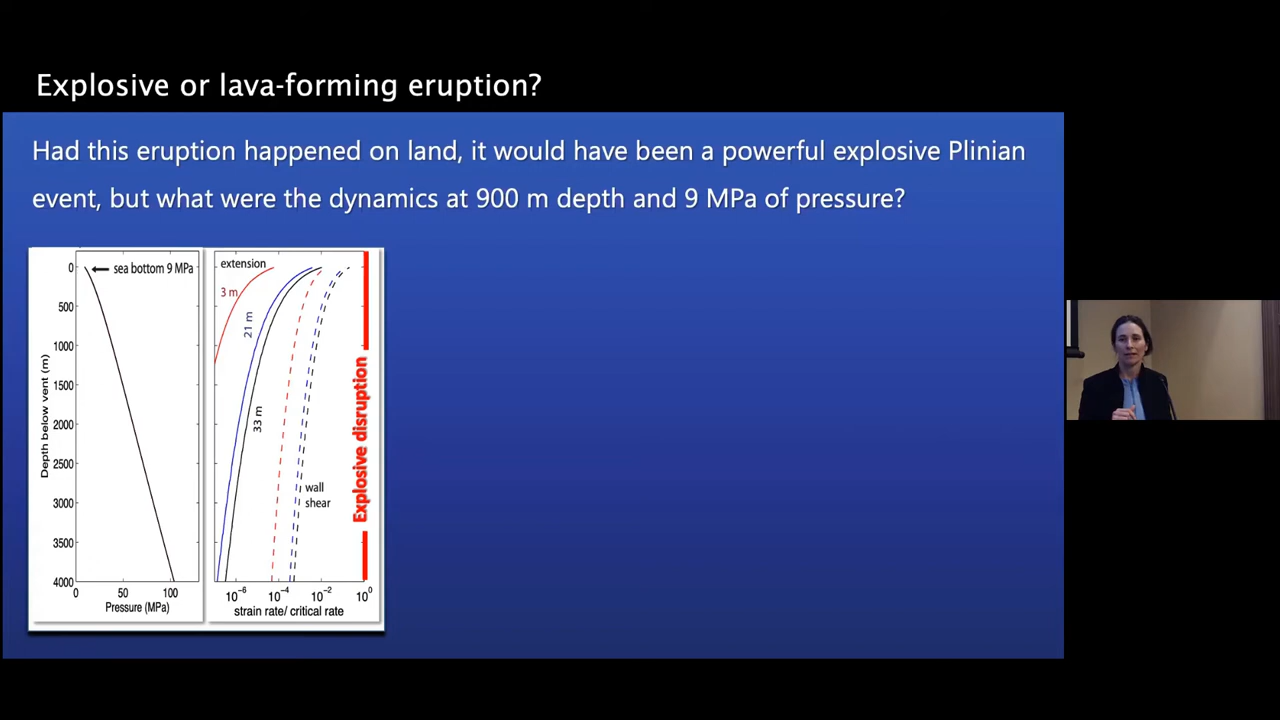 Explosive or lava-forming eruption?
Had this eruption happened on land, it would have been a powerful explosive Plinian
event, but what were the dynamics at 900 m depth and 9 MPa of pressure?
0
500
1000
1500
2000
2500
3000
3500
4000
Depth below vent (m)
sea bottom 9 MPa
0
50
100
Pressure (MPa)
extension
3 m
21 m
33 m
wall
shear
Explosive disruption
10⁻⁶
10⁻⁴
10⁻²
10⁰
strain rate/ critical rate